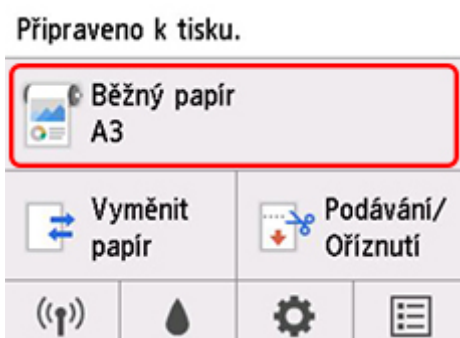 Připraveno k tisku.
Běžný papír
A3
Vyměnit
papír
Podávání/
Oříznutí